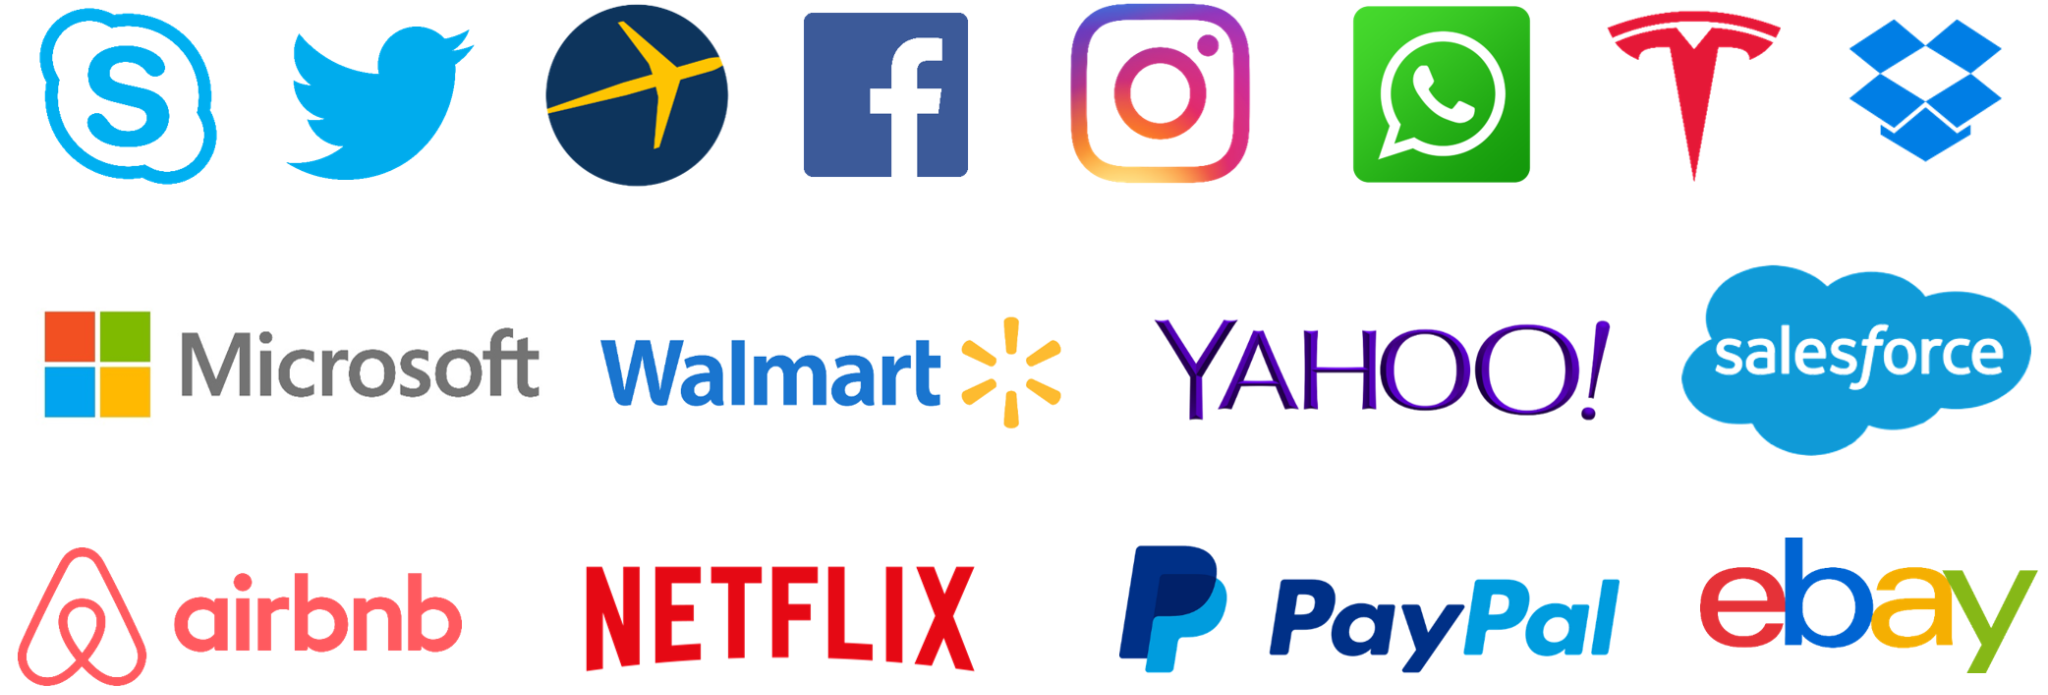 S
f
Microsoft Walmart YAHOO! salesforce
airbnb NETFLIX P PayPal ebay